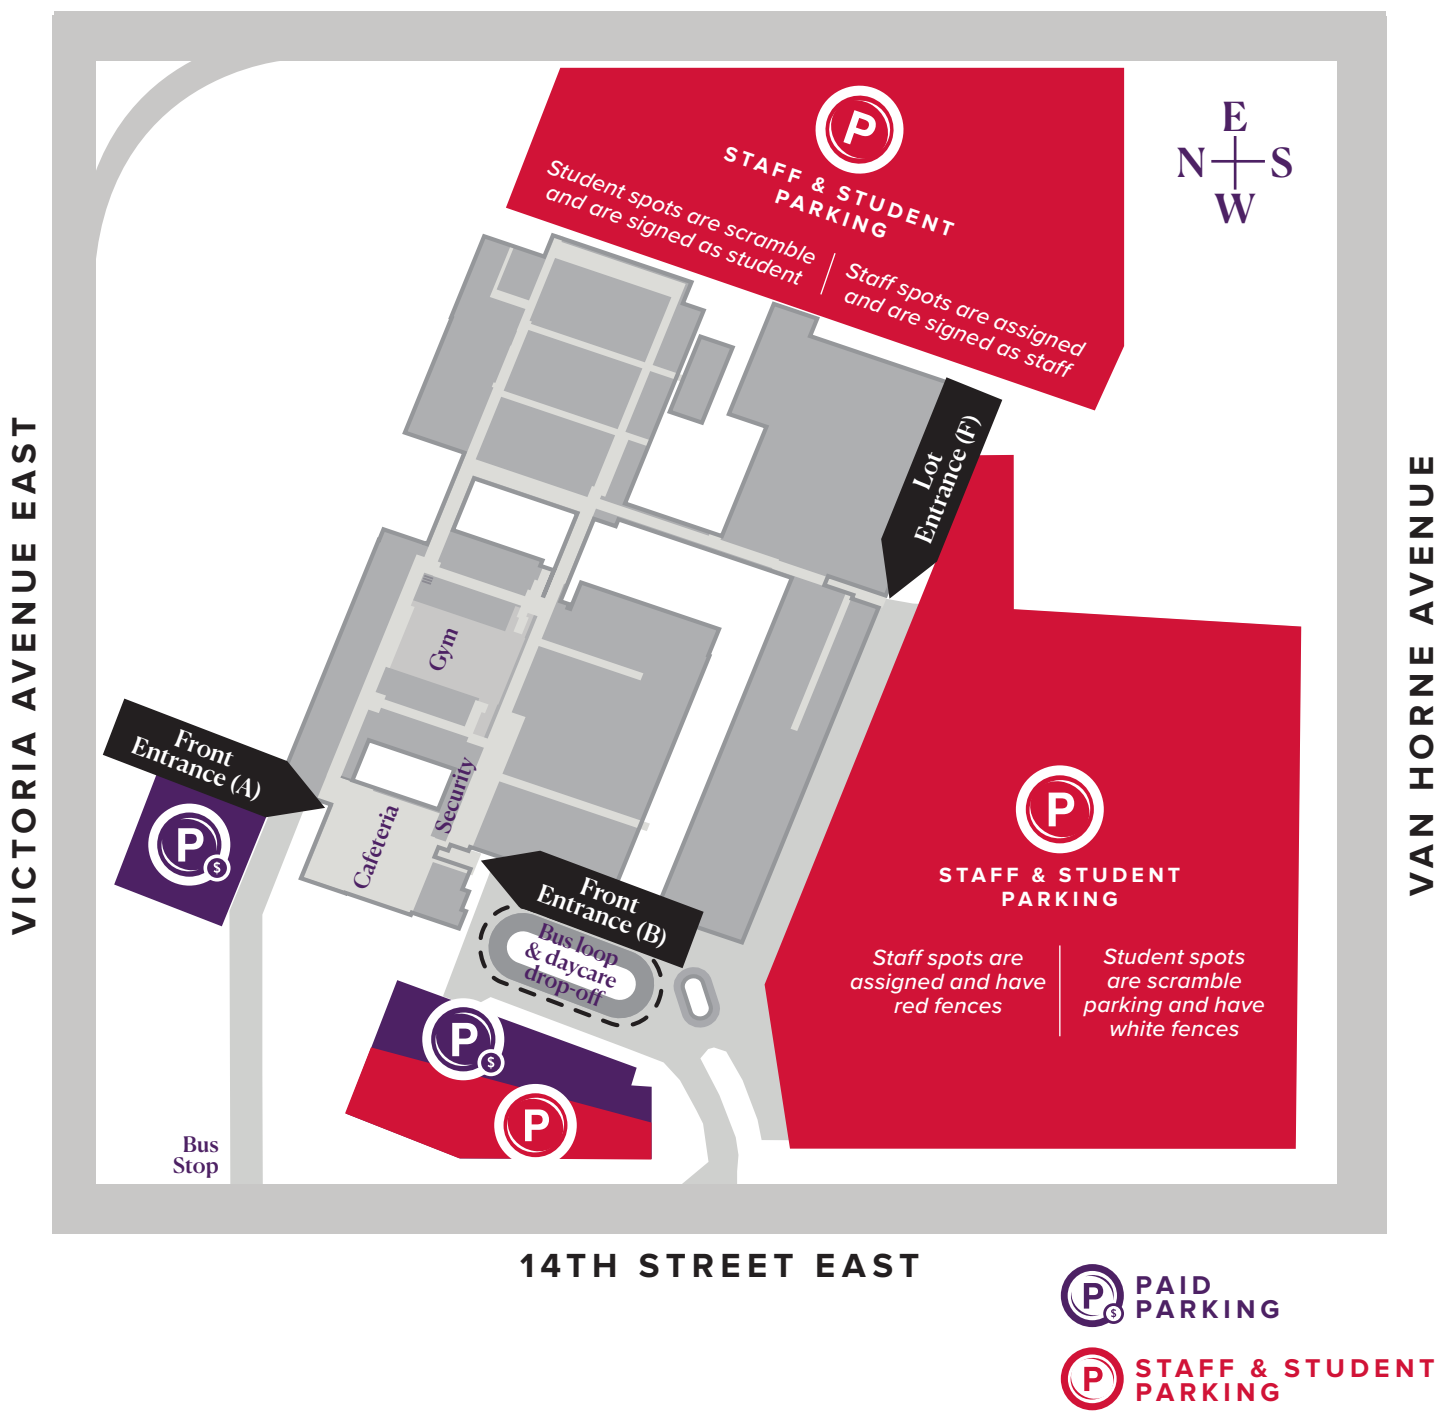 P
STAFF & STUDENT
PARKING
Student spots are scramble
and are signed as student
Staff spots are assigned
and are signed as staff
E
N S
W
VICTORIA AVENUE EAST
VAN HORNE AVENUE
Lot
Entrance (F)
Gym
Front
Entrance (A)
P
$
Security
Cafeteria
Front
Entrance (B)
Bus loop
& daycare
drop-off
P
STAFF & STUDENT
PARKING
Staff spots are
assigned and have
red fences
Student spots
are scramble
parking and have
white fences
P
$
P
Bus
Stop
14TH STREET EAST
P
$
PAID
PARKING
P
STAFF & STUDENT
PARKING